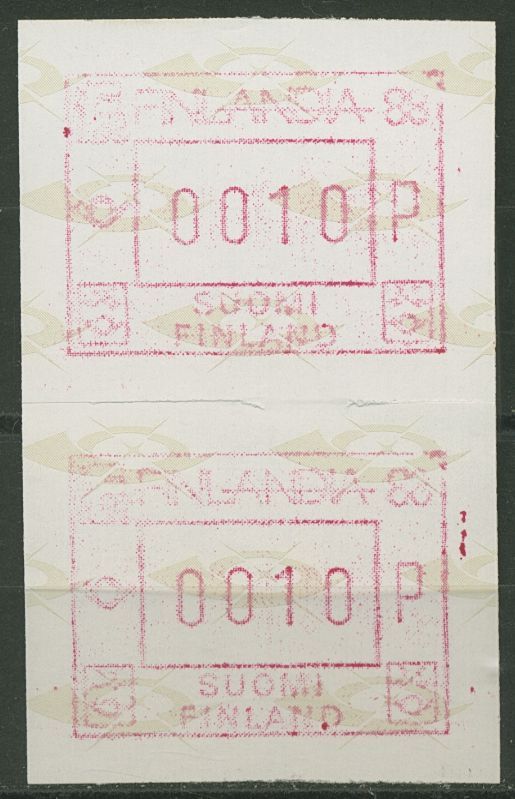 FINLANDIA 88
0010 P
SUOMI
FINLAND
FINLANDIA 88
0010 P
SUOMI
FINLAND